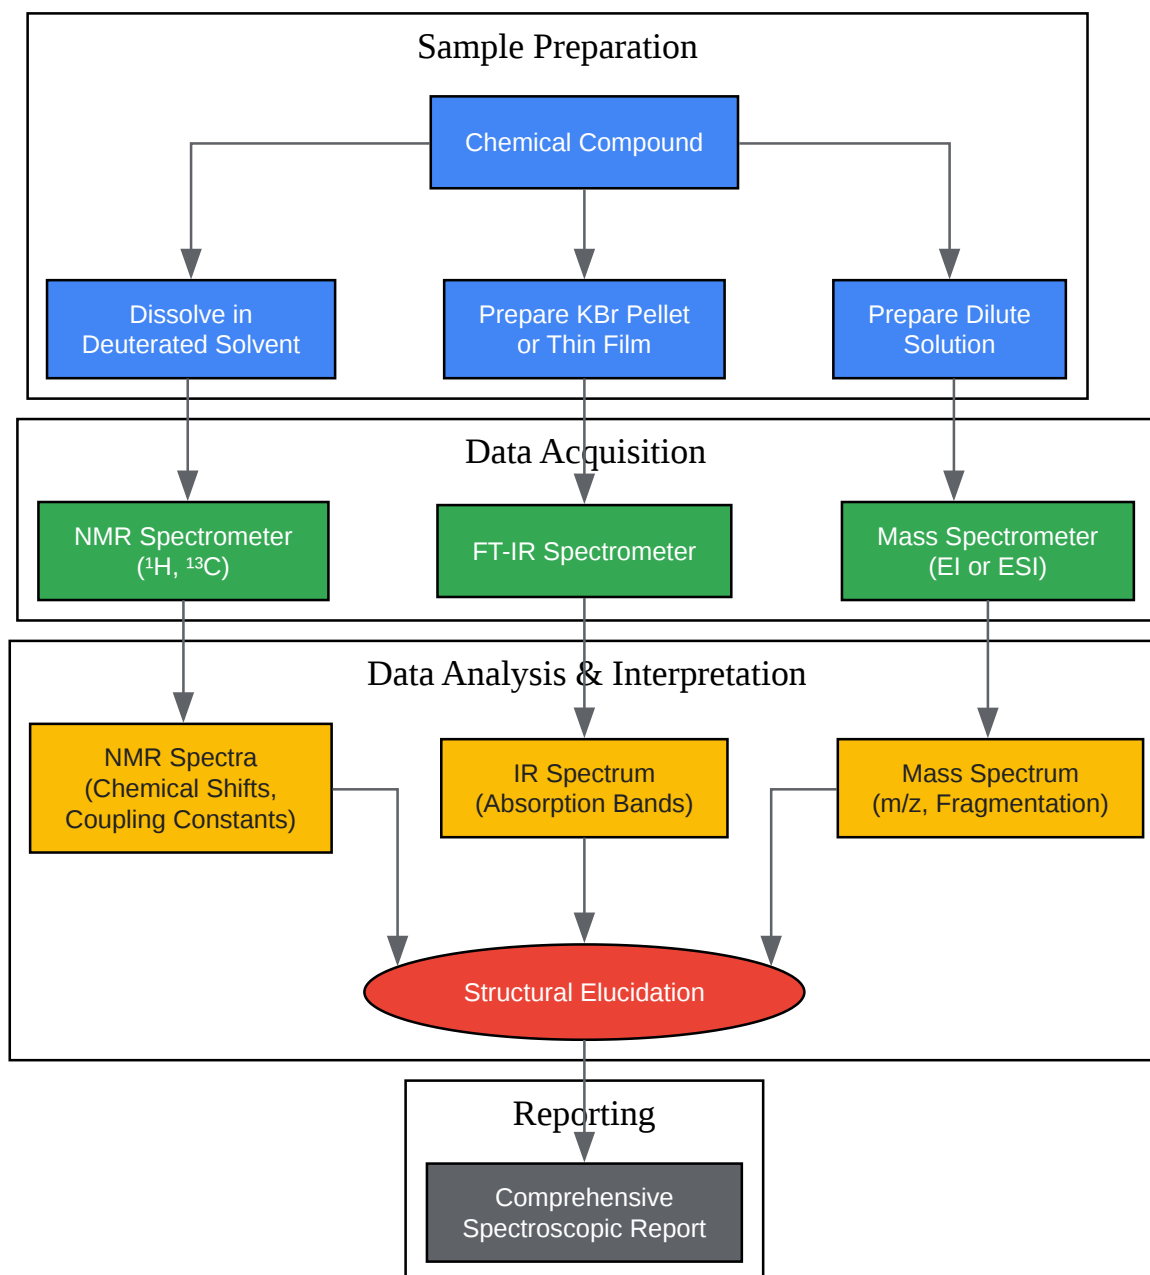 Sample Preparation
Chemical Compound
Dissolve in
Deuterated Solvent
Prepare KBr Pellet
or Thin Film
Prepare Dilute
Solution
Data Acquisition
NMR Spectrometer
(¹H, ¹³C)
FT-IR Spectrometer
Mass Spectrometer
(EI or ESI)
Data Analysis & Interpretation
NMR Spectra
(Chemical Shifts,
Coupling Constants)
IR Spectrum
(Absorption Bands)
Mass Spectrum
(m/z, Fragmentation)
Structural Elucidation
Reporting
Comprehensive
Spectroscopic Report